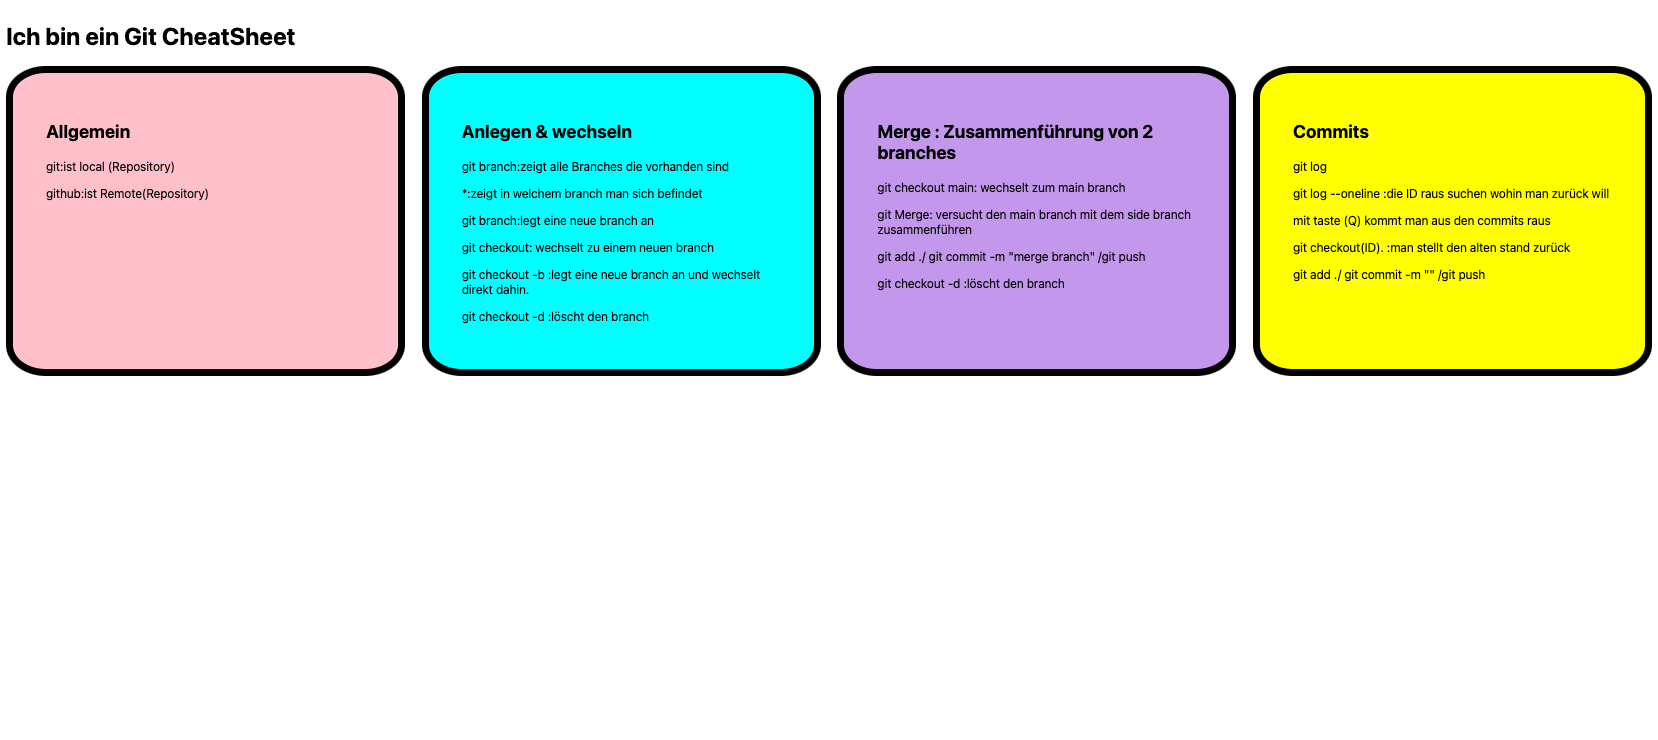 Ich bin ein Git CheatSheet
Allgemein
git:ist local (Repository)
github:ist Remote(Repository)
Anlegen & wechseln
git branch:zeigt alle Branches die vorhanden sind
*:zeigt in welchem branch man sich befindet
git branch:legt eine neue branch an
git checkout: wechselt zu einem neuen branch
git checkout -b :legt eine neue branch an und wechselt
direkt dahin.
git checkout -d :löscht den branch
Merge : Zusammenführung von 2
branches
git checkout main: wechselt zum main branch
git Merge: versucht den main branch mit dem side branch
zusammenführen
git add ./ git commit -m "merge branch" /git push
git checkout -d :löscht den branch
Commits
git log
git log --oneline :die ID raus suchen wohin man zurück will
mit taste (Q) kommt man aus den commits raus
git checkout(ID). :man stellt den alten stand zurück
git add ./ git commit -m "" /git push